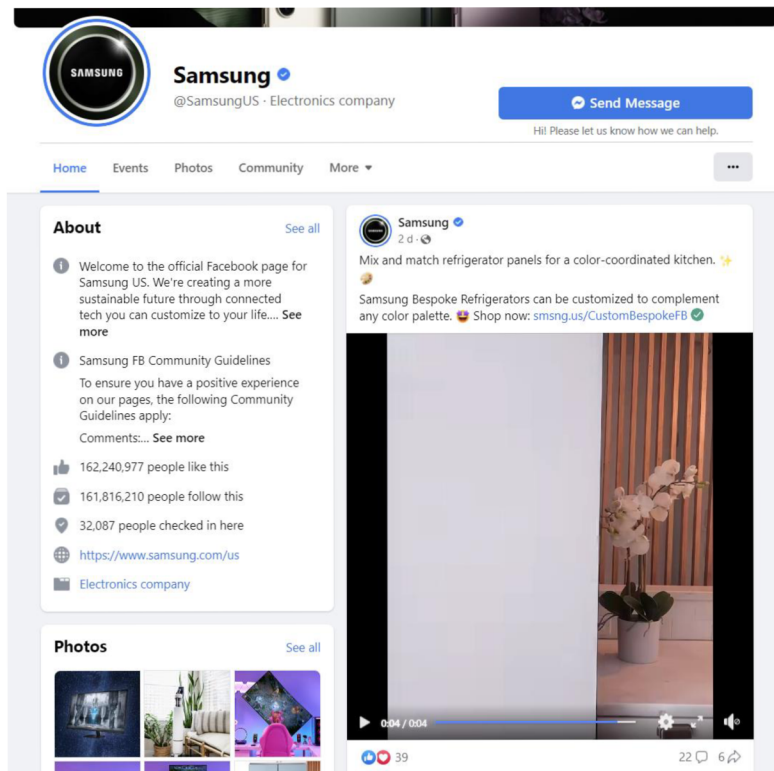 SAMSUNG
Samsung
@SamsungUS · Electronics company
Send Message
Hi! Please let us know how we can help.
Home Events Photos Community More
About
See all
Welcome to the official Facebook page for
Samsung US. We're creating a more
sustainable future through connected
tech you can customize to your life.... See
more
Samsung FB Community Guidelines
To ensure you have a positive experience
on our pages, the following Community
Guidelines apply:
Comments:... See more
162,240,977 people like this
161,816,210 people follow this
32,087 people checked in here
https://www.samsung.com/us
Electronics company
Photos
See all
Samsung
2 d ·
Mix and match refrigerator panels for a color-coordinated kitchen. ✨
🪩
Samsung Bespoke Refrigerators can be customized to complement
any color palette. 🤩 Shop now: smsng.us/CustomBespokeFB
0:04 / 0:04
39
22
6